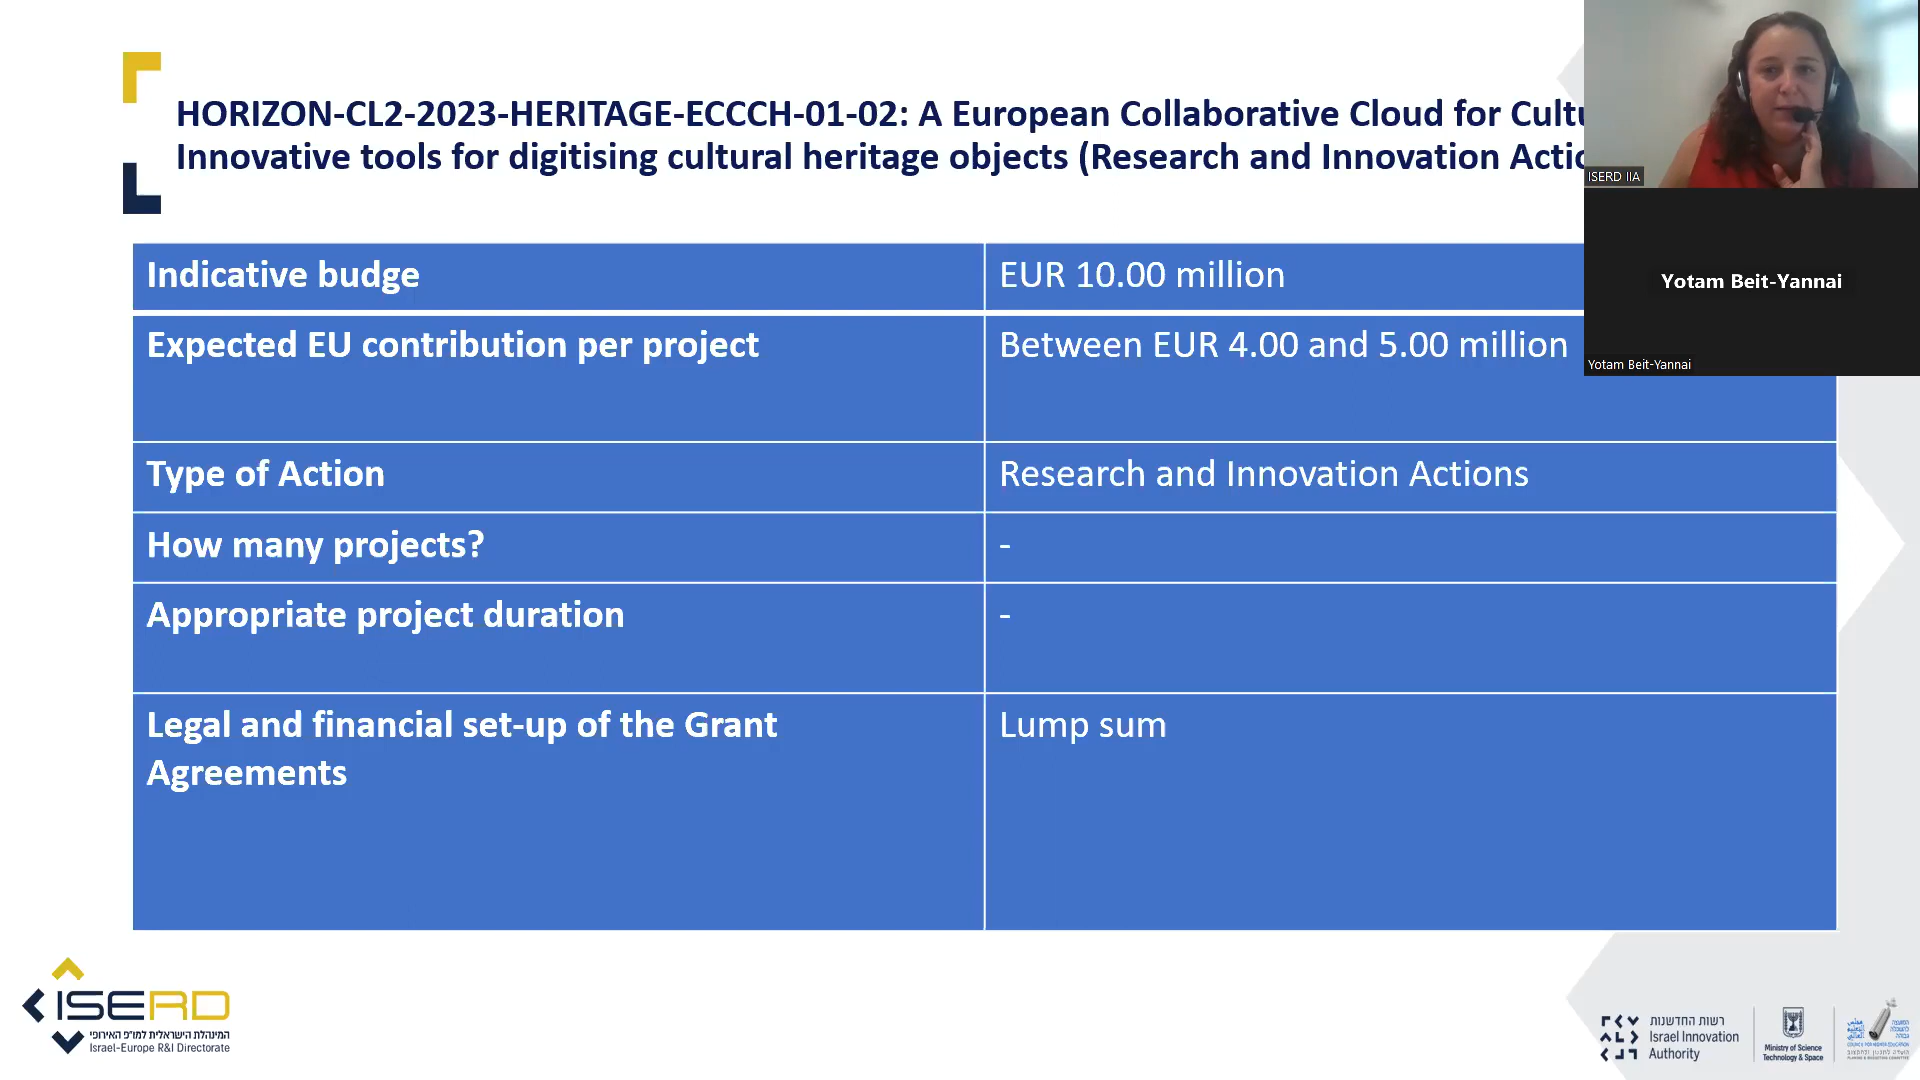 HORIZON-CL2-2023-HERITAGE-ECCCH-01-02: A European Collaborative Cloud for Cultu
Innovative tools for digitising cultural heritage objects (Research and Innovation Actio
ISERD IIA
Yotam Beit-Yannai
Yotam Beit-Yannai
Indicative budge
EUR 10.00 million
Expected EU contribution per project
Between EUR 4.00 and 5.00 million
Type of Action
Research and Innovation Actions
How many projects?
-
Appropriate project duration
-
Legal and financial set-up of the Grant
Agreements
Lump sum
ISERD
המינהלת הישראלית למו״פ האירופי
Israel-Europe R&I Directorate
רשות החדשנות
Israel Innovation
Authority
Ministry of Science
Technology & Space